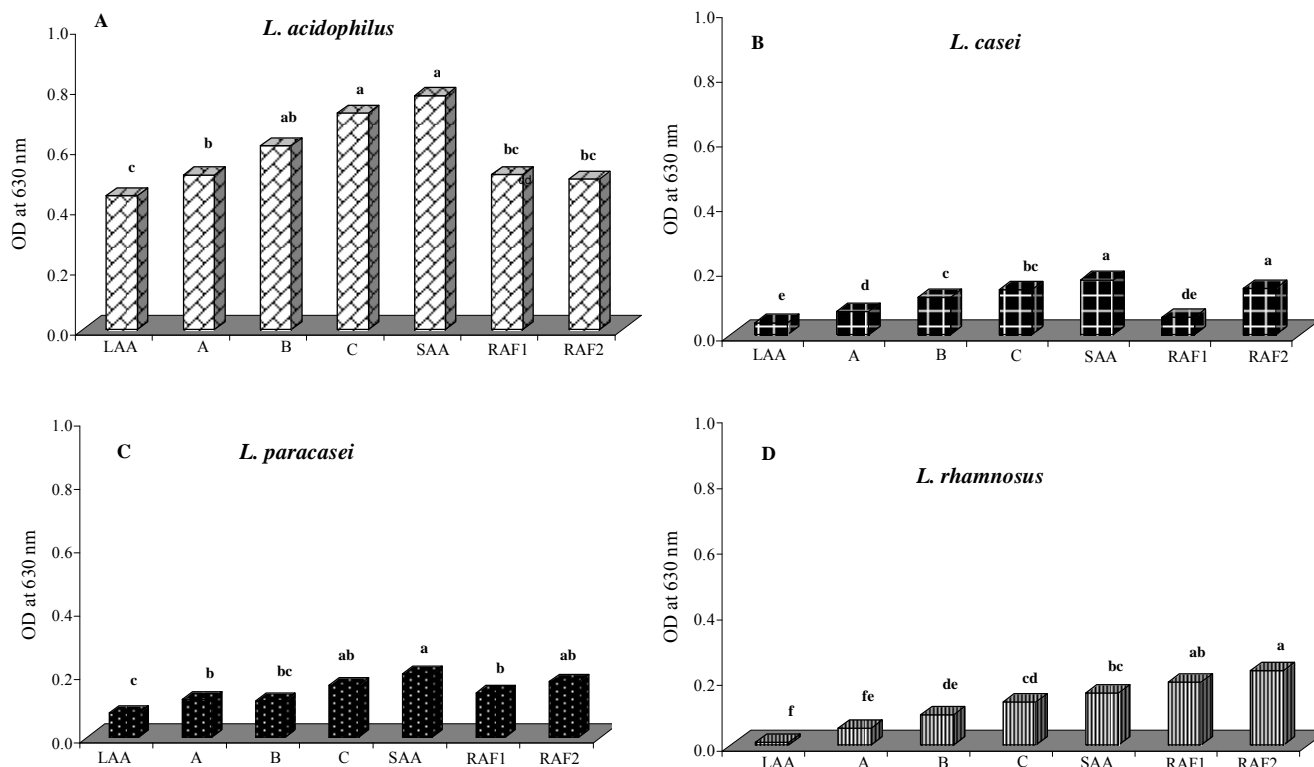 A
L. acidophilus
OD at 630 nm
1.0
0.8
0.6
0.4
0.2
0.0
c
b
ab
a
a
bc
bc
LAA
A
B
C
SAA
RAF1
RAF2
B
L. casei
OD at 630 nm
1.0
0.8
0.6
0.4
0.2
0.0
e
d
c
bc
a
de
a
LAA
A
B
C
SAA
RAF1
RAF2
C
L. paracasei
OD at 630 nm
1.0
0.8
0.6
0.4
0.2
0.0
c
b
bc
ab
a
b
ab
LAA
A
B
C
SAA
RAF1
RAF2
D
L. rhamnosus
OD at 630 nm
1.0
0.8
0.6
0.4
0.2
0.0
f
fe
de
cd
bc
ab
a
LAA
A
B
C
SAA
RAF1
RAF2